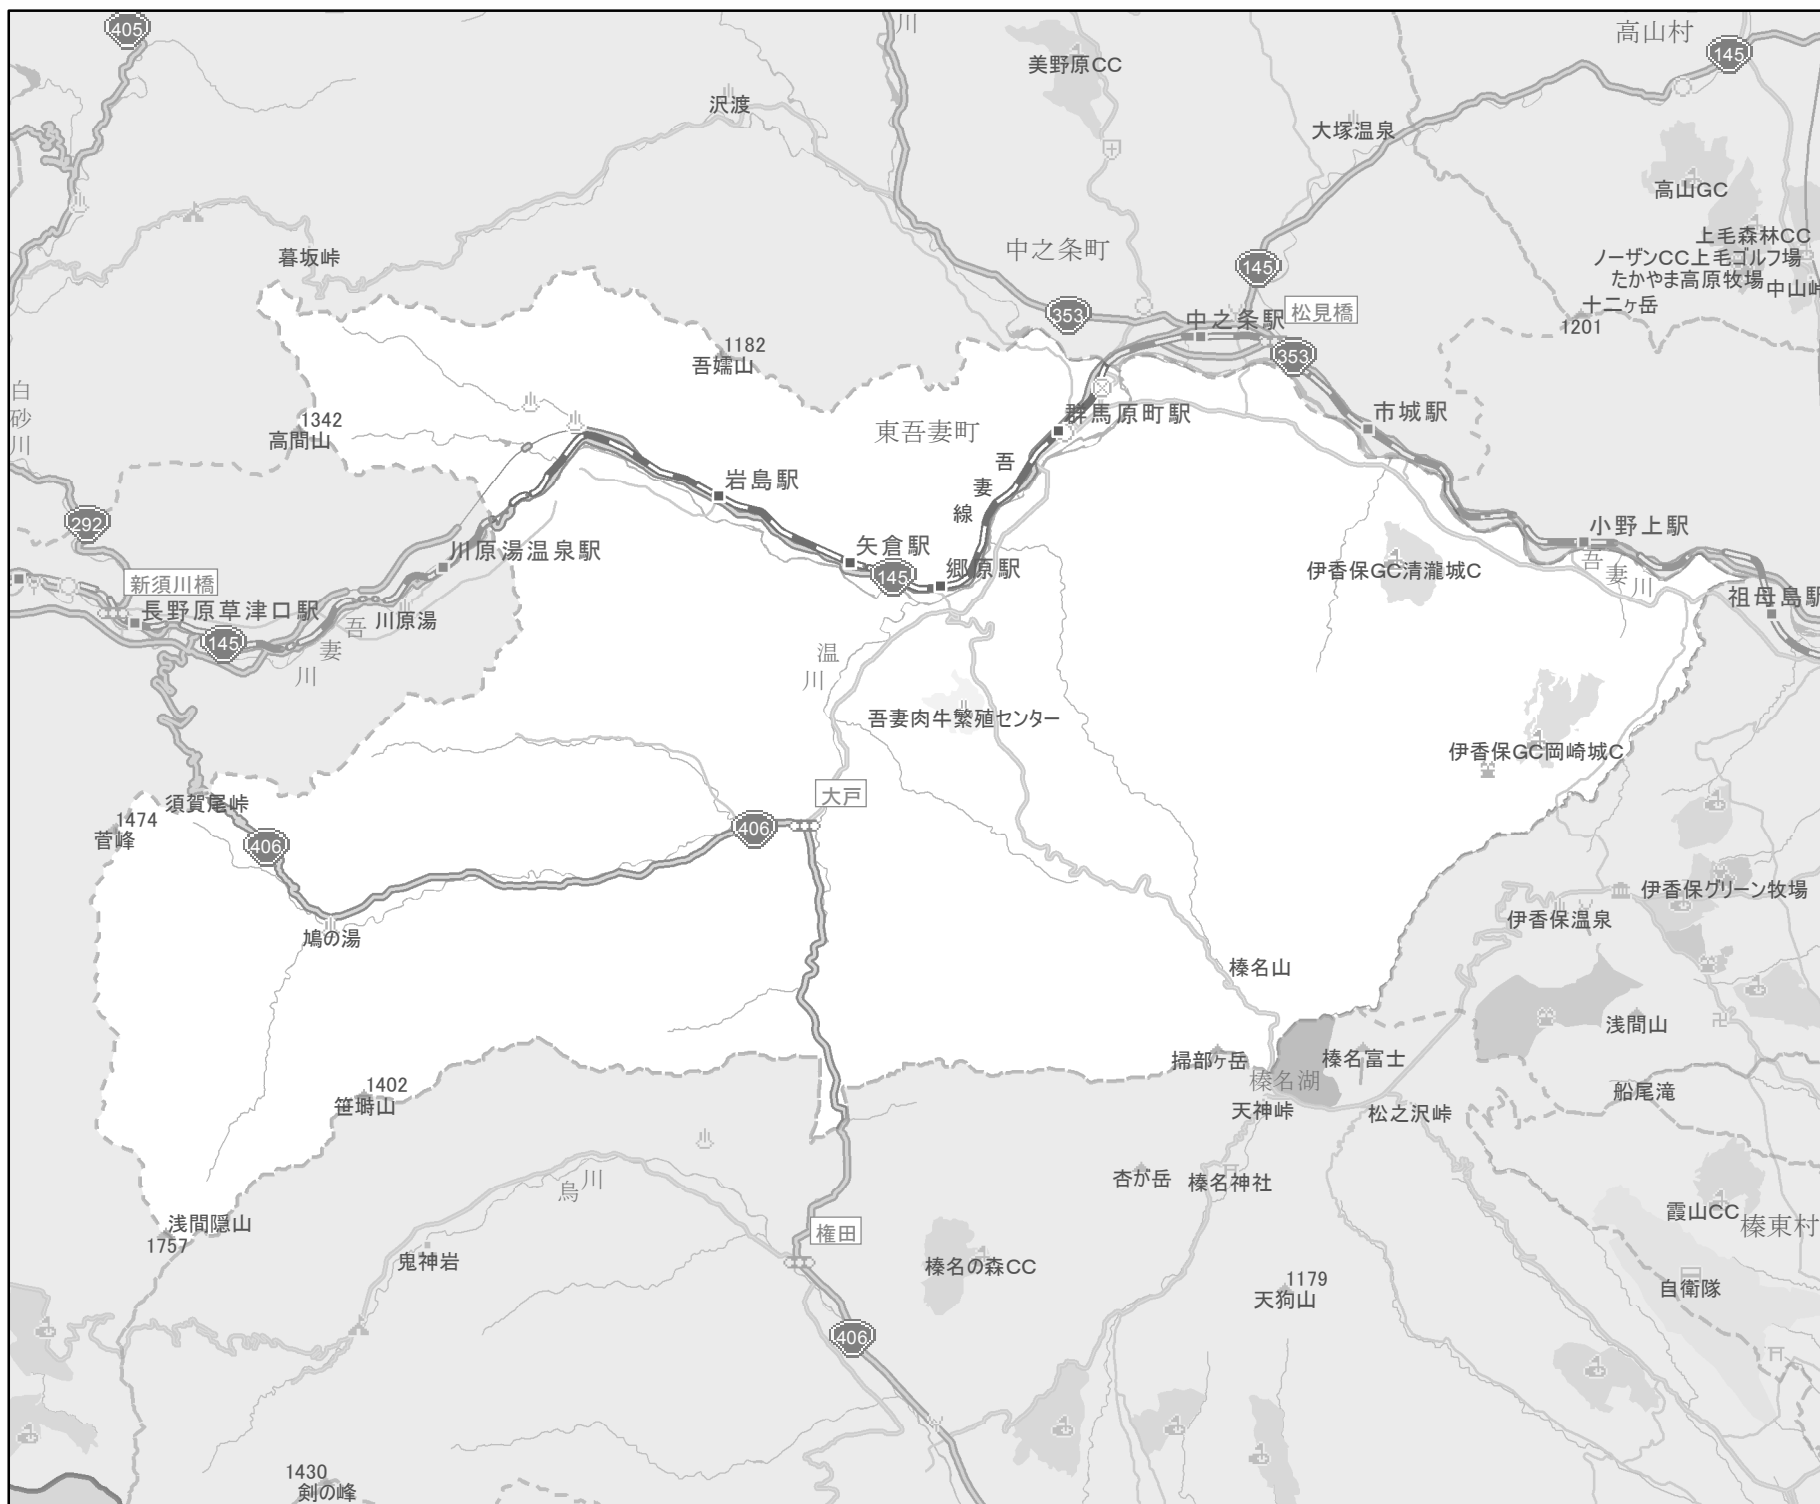 405
川
高山村
145
美野原CC
沢渡
大塚温泉
高山GC
上毛森林CC
ノーザンCC上毛ゴルフ場
たかやま高原牧場
中山峠
暮坂峠
中之条町
145
十二ヶ岳
1201
353
中之条駅
松見橋
353
1182
吾嬬山
白砂川
1342
高間山
東吾妻町
群馬原町駅
市城駅
吾妻線
岩島駅
292
川原湯温泉駅
矢倉駅
145
郷原駅
伊香保GC清瀧城C
小野上駅
吾妻川
祖母島駅
新須川橋
長野原草津口駅
145
川原湯
吾妻川
温川
吾妻肉牛繁殖センター
伊香保GC岡崎城C
大戸
406
須賀尾峠
1474
菅峰
406
鳩の湯
伊香保グリーン牧場
伊香保温泉
榛名山
浅間山
掃部ヶ岳
榛名湖
榛名富士
1402
笹塒山
天神峠
松之沢峠
船尾滝
烏川
杏が岳
榛名神社
浅間隠山
1757
権田
霞山CC
榛東村
鬼神岩
榛名の森CC
1179
天狗山
自衛隊
406
1430
剣の峰